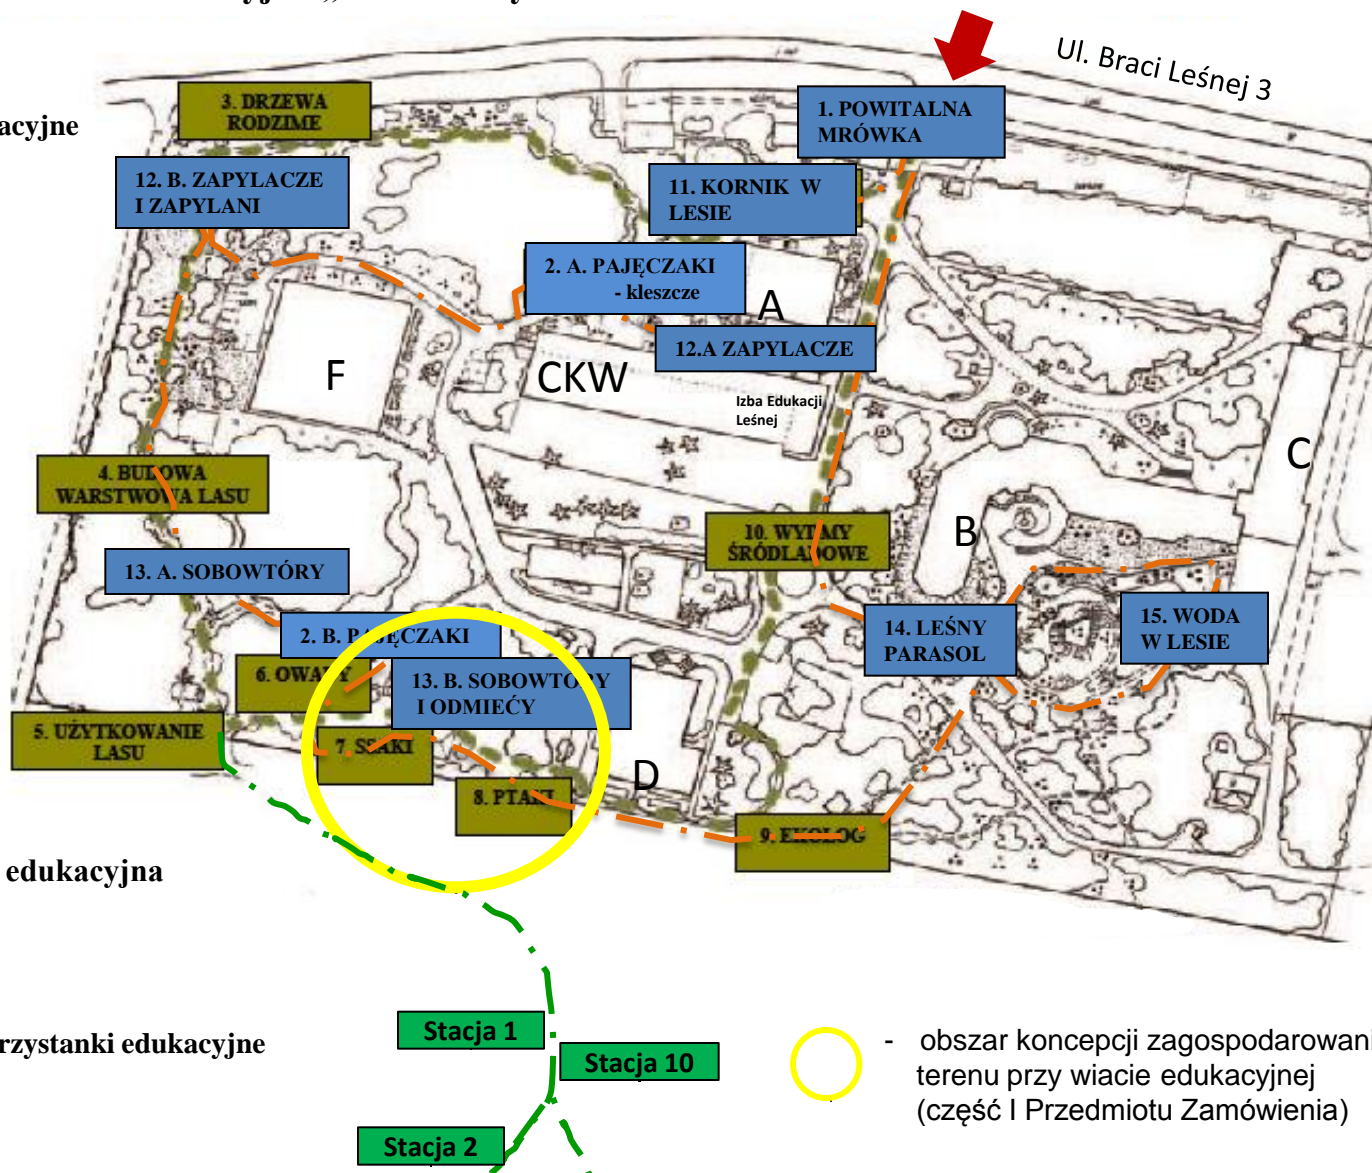 Ul. Braci Leśnej 3
acyjne
3. DRZEWA
RODZIME
1. POWITALNA
MRÓWKA
12. B. ZAPYLACZE
I ZAPYLANI
11. KORNIK W
LESIE
2. A. PAJĘCZAKI
- kleszcze
A
12.A ZAPYLACZE
F
CKW
Izba Edukacji
Leśnej
C
4. BUDOWA
WARSTWOWA LASU
10. WYDMY
ŚRÓDLĄDOWE
B
13. A. SOBOWTÓRY
2. B. PAJĘCZAKI
14. LEŚNY
PARASOL
15. WODA
W LESIE
6. OWADY
13. B. SOBOWTÓRY
I ODMIEĆY
5. UŻYTKOWANIE
LASU
7. SSAKI
D
8. PTAKI
9. EKOLOG
edukacyjna
Stacja 1
rzystanki edukacyjne
Stacja 10
- obszar koncepcji zagospodarowani
terenu przy wiacie edukacyjnej
(część I Przedmiotu Zamówienia)
Stacja 2